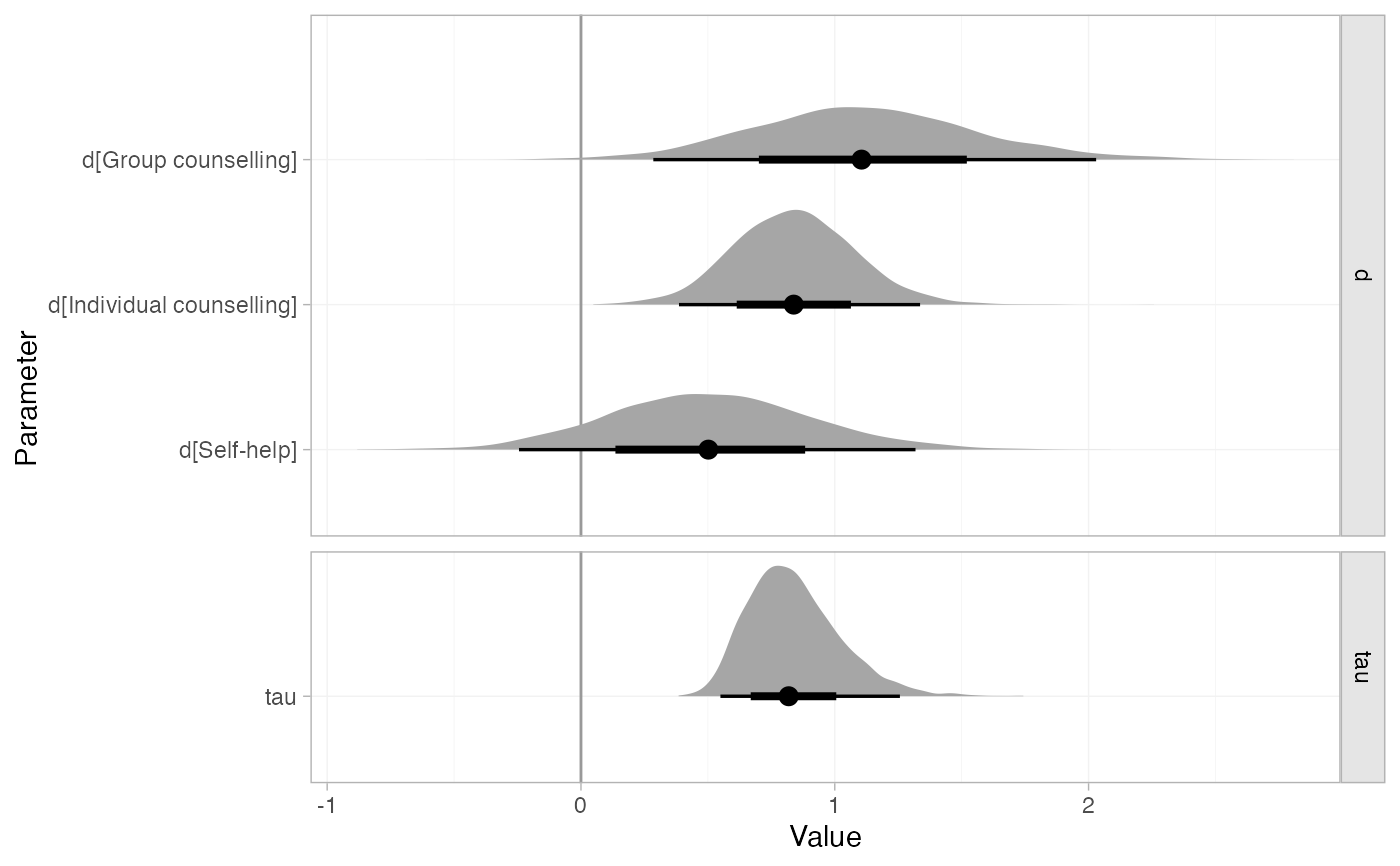 d[Group counselling]
d[Individual counselling]
d[Self-help]
d
Parameter
tau
tau
-1
0
1
2
Value